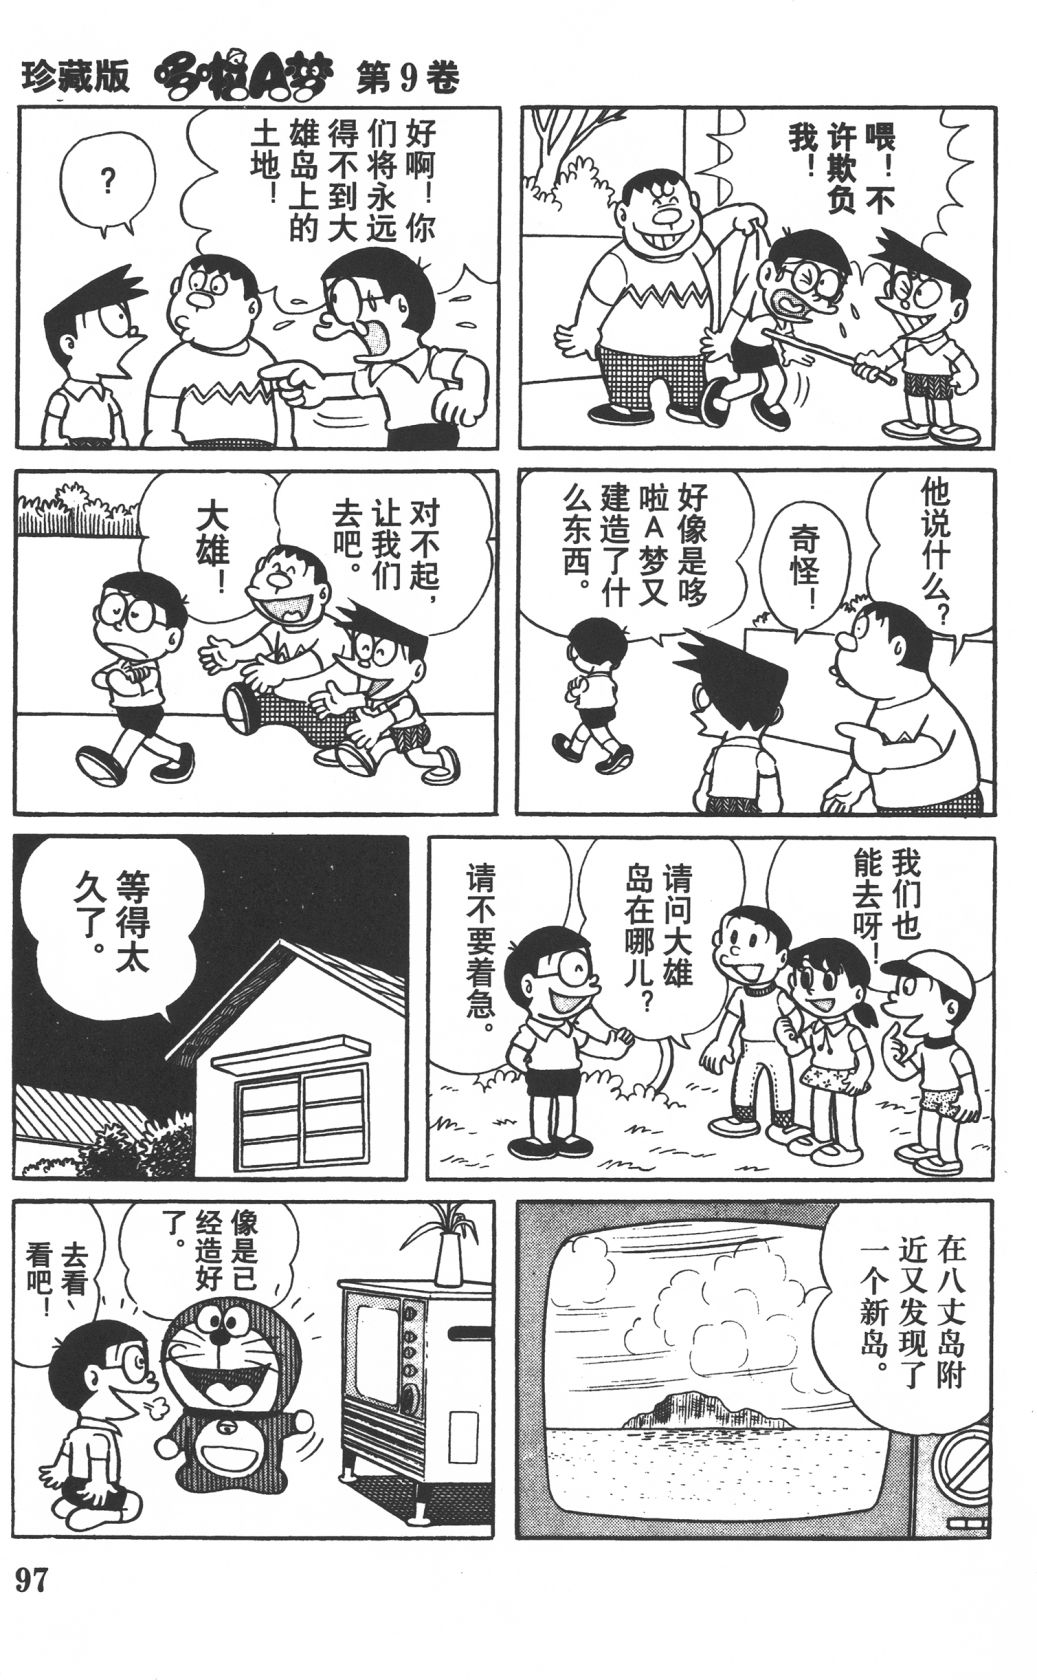 珍藏版 哆啦A梦 第9卷
喂！不
许欺负
我！
好啊！你
们将永远
得不到大
雄岛上的
土地！
？
他说什么？
奇怪！
好像是哆
啦A梦又
建造了什
么东西。
对不起，
让我们
去吧。
大雄！
我们也
能去呀！
请问大雄
岛在哪儿？
请不要着急。
等得太
久了。
在八丈岛附
近又发现了
一个新岛。
像是已
经造好
了。
去看
看吧！
97